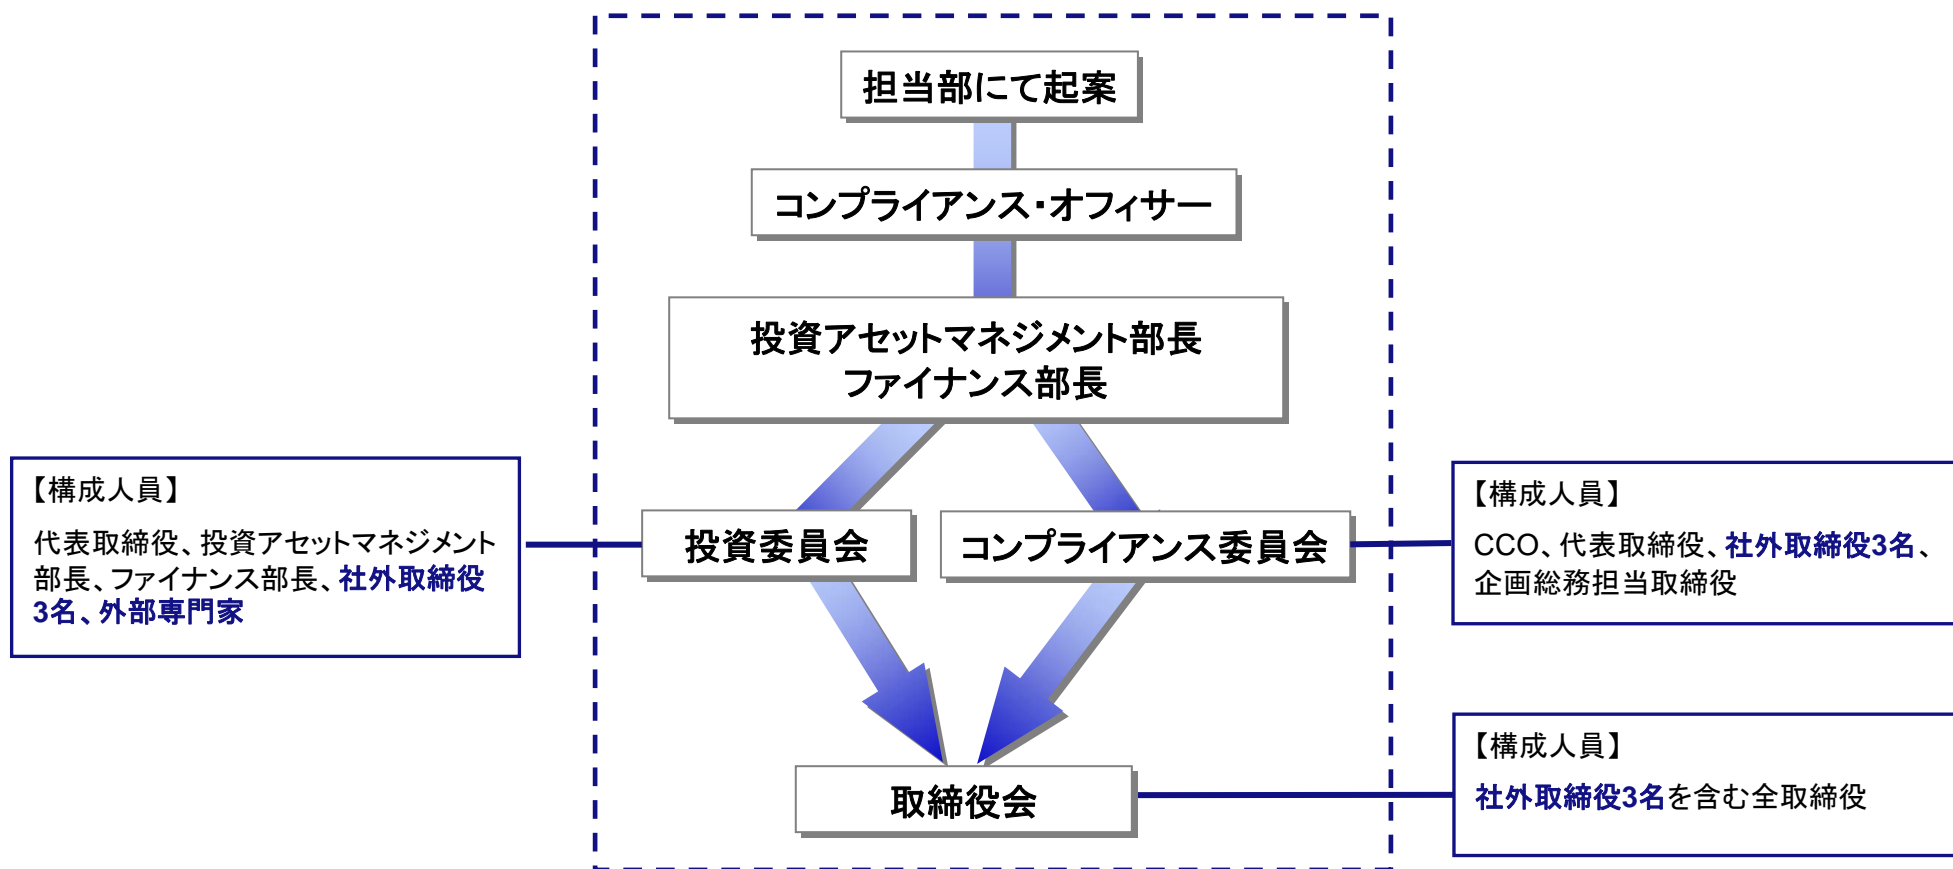 担当部にて起案
コンプライアンス・オフィサー
投資アセットマネジメント部長
ファイナンス部長
【構成人員】
代表取締役、投資アセットマネジメント
部長、ファイナンス部長、社外取締役
3名、外部専門家
投資委員会
コンプライアンス委員会
【構成人員】
CCO、代表取締役、社外取締役3名、
企画総務担当取締役
取締役会
【構成人員】
社外取締役3名を含む全取締役